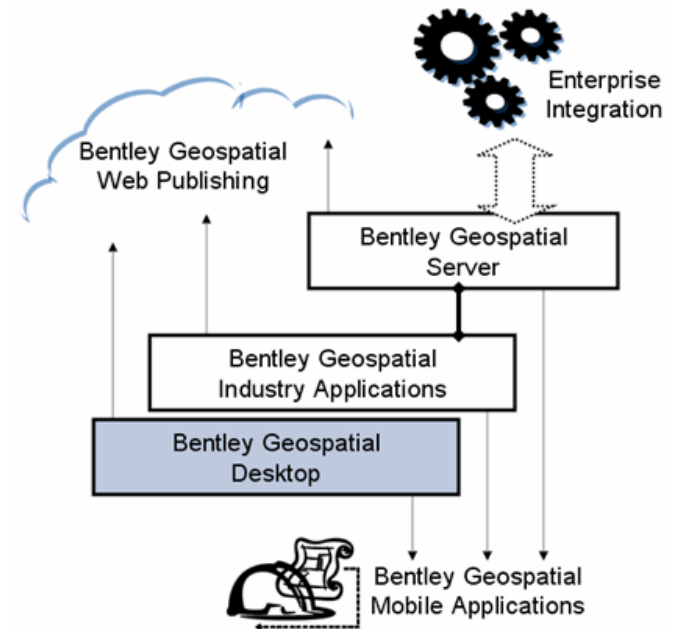 Enterprise
Integration
Bentley Geospatial
Web Publishing
Bentley Geospatial
Server
Bentley Geospatial
Industry Applications
Bentley Geospatial
Desktop
Bentley Geospatial
Mobile Applications